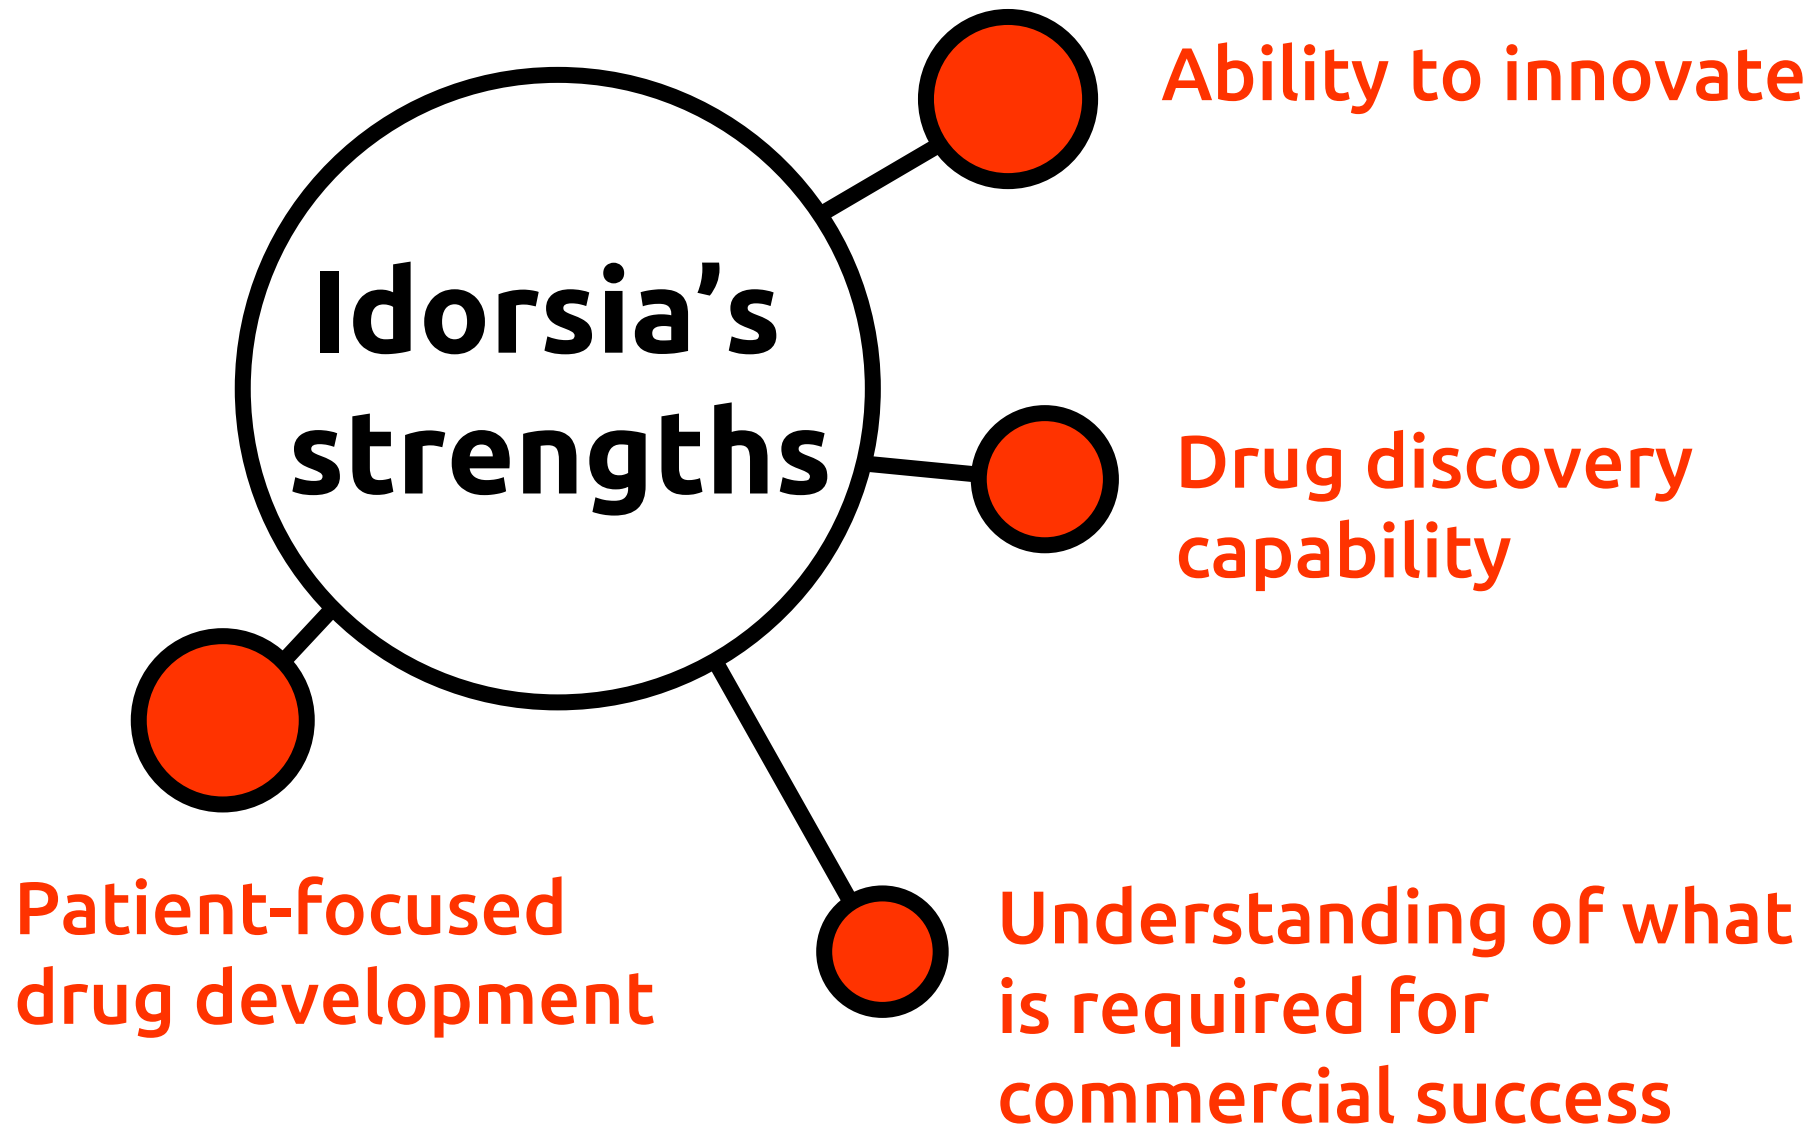 Idorsia’s
strengths
Ability to innovate
Drug discovery
capability
Understanding of what
is required for
commercial success
Patient-focused
drug development